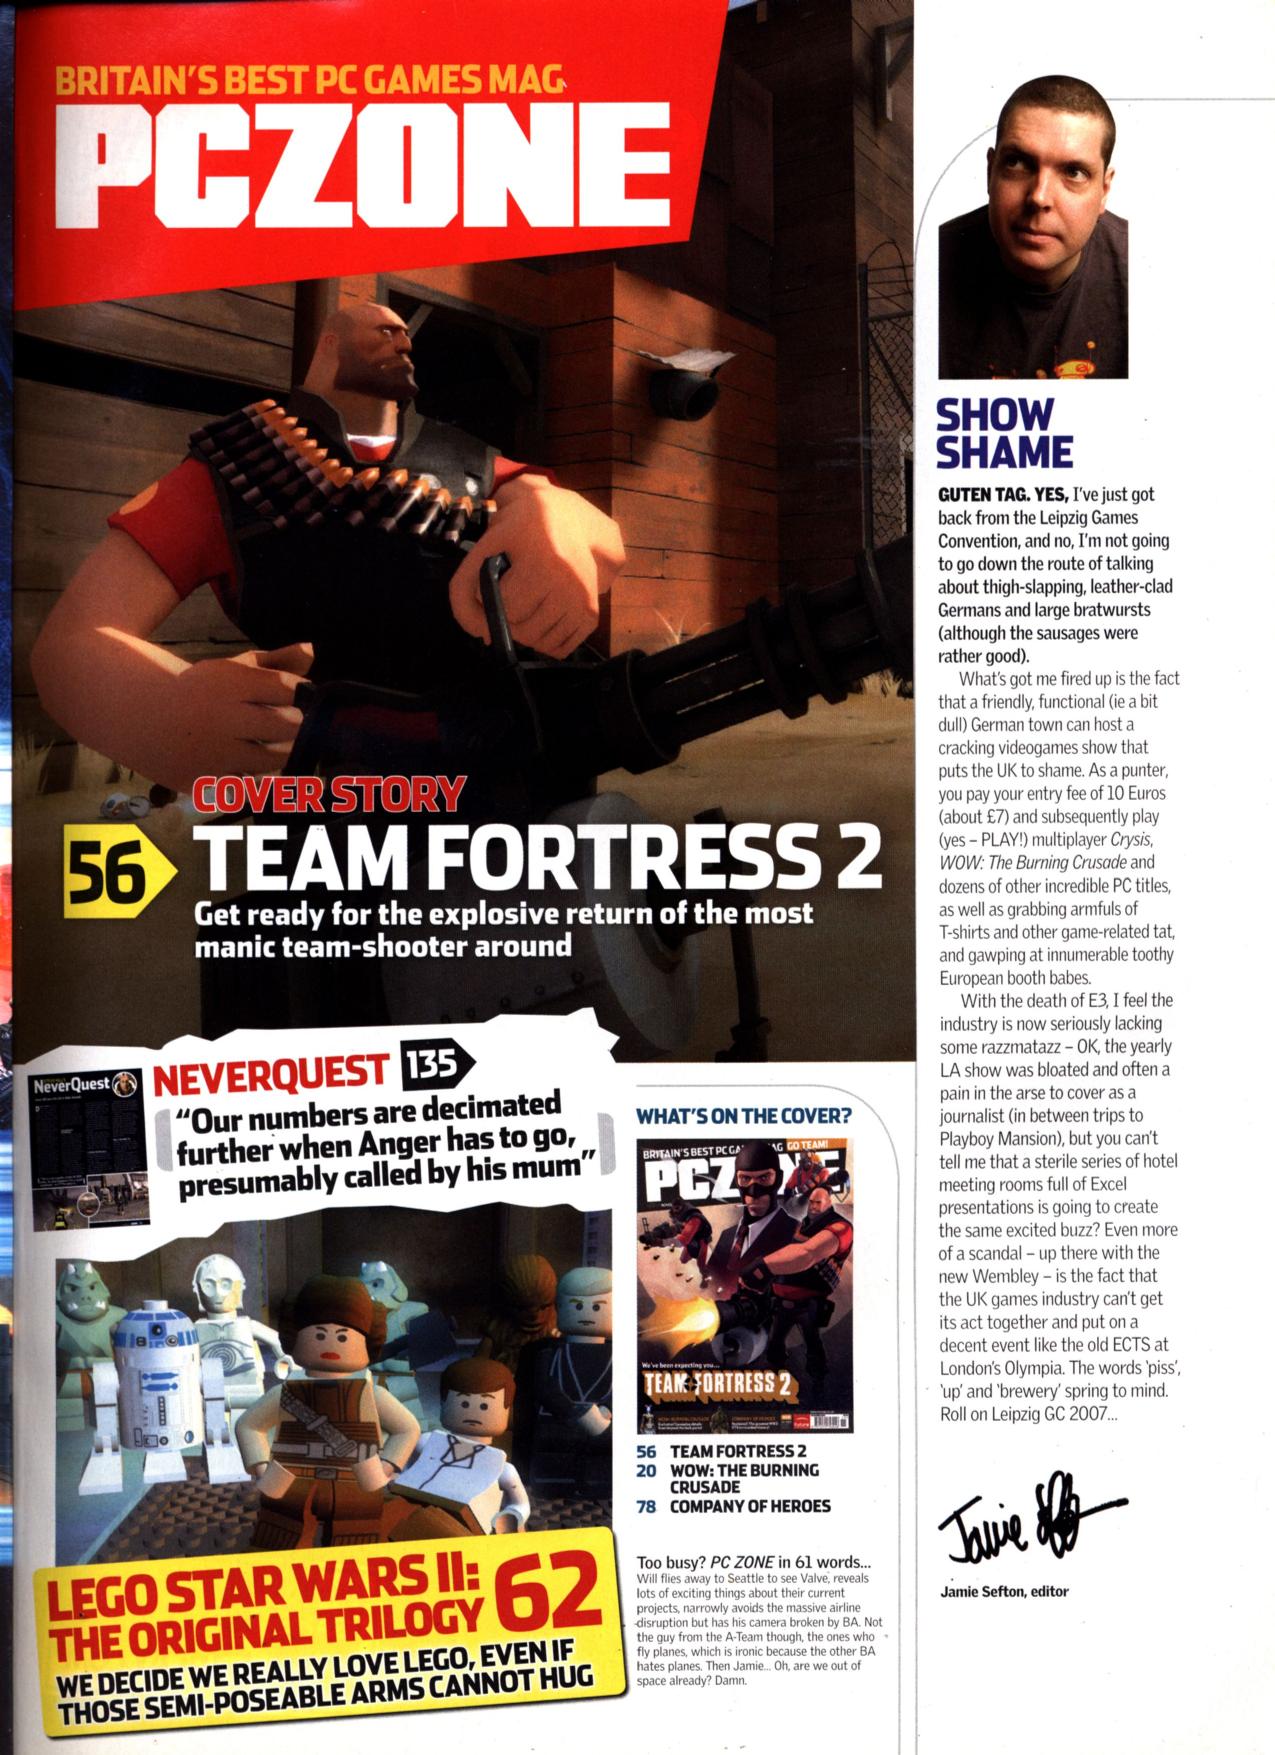 BRITAIN'S BEST PC GAMES MAG
PCZONE
COVER STORY
56
TEAM FORTRESS 2
Get ready for the explosive return of the most
manic team-shooter around
NeverQuest
NEVERQUEST 135
"Our numbers are decimated
further when Anger has to go,
presumably called by his mum"
LEGO STAR WARS II:
THE ORIGINAL TRILOGY
62
WE DECIDE WE REALLY LOVE LEGO, EVEN IF
THOSE SEMI-POSEABLE ARMS CANNOT HUG
WHAT'S ON THE COVER?
GO TEAM!
We've been expecting you...
TEAM FORTRESS 2
56 TEAM FORTRESS 2
20 WOW: THE BURNING
CRUSADE
78 COMPANY OF HEROES
Too busy? PC ZONE in 61 words...
Will flies away to Seattle to see Valve, reveals
lots of exciting things about their current
projects, narrowly avoids the massive airline
disruption but has his camera broken by BA. Not
the guy from the A-Team though, the ones who
fly planes, which is ironic because the other BA
hates planes. Then Jamie... Oh, are we out of
space already? Damn.
SHOW
SHAME
GUTEN TAG. YES, I've just got
back from the Leipzig Games
Convention, and no, I'm not going
to go down the route of talking
about thigh-slapping, leather-clad
Germans and large bratwursts
(although the sausages were
rather good).
What's got me fired up is the fact
that a friendly, functional (ie a bit
dull) German town can host a
cracking videogames show that
puts the UK to shame. As a punter,
you pay your entry fee of 10 Euros
(about £7) and subsequently play
(yes – PLAY!) multiplayer Crysis,
WOW: The Burning Crusade and
dozens of other incredible PC titles,
as well as grabbing armfuls of
T-shirts and other game-related tat,
and gawping at innumerable toothy
European booth babes.
With the death of E3, I feel the
industry is now seriously lacking
some razzmatazz – OK, the yearly
LA show was bloated and often a
pain in the arse to cover as a
journalist (in between trips to
Playboy Mansion), but you can't
tell me that a sterile series of hotel
meeting rooms full of Excel
presentations is going to create
the same excited buzz? Even more
of a scandal – up there with the
new Wembley – is the fact that
the UK games industry can't get
its act together and put on a
decent event like the old ECTS at
London's Olympia. The words 'piss',
'up' and 'brewery' spring to mind.
Roll on Leipzig GC 2007...
Jamie
Jamie Sefton, editor